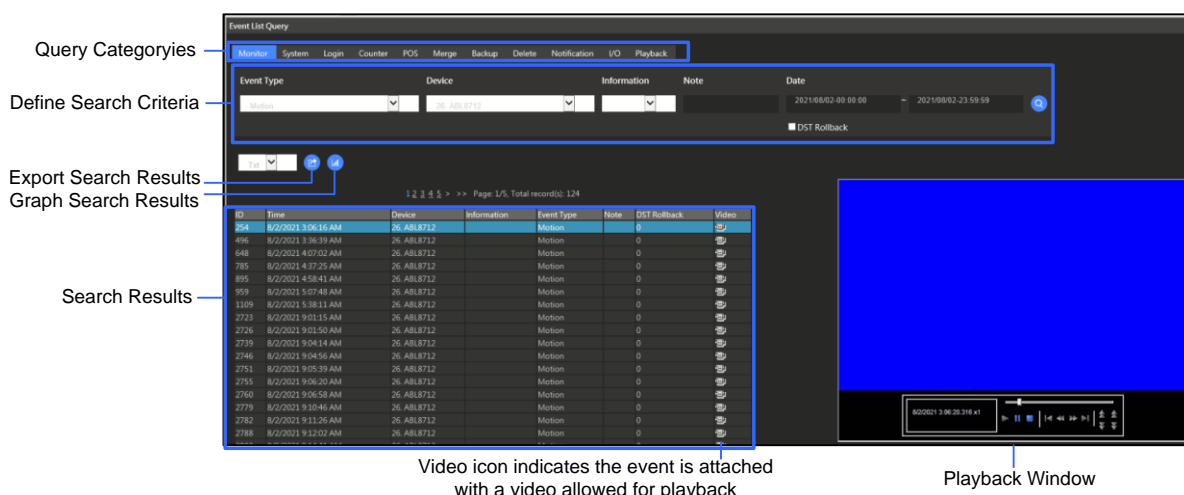 Event List Query
Query Categoryies
Monitor System Login Counter POS Merge Backup Delete Notification I/O Playback
Event Type Device Information Note Date
Define Search Criteria
Motion 26. ABL8712 2021/08/02-00:00:00 ~ 2021/08/02-23:59:59
DST Rollback
Txt
Export Search Results
Graph Search Results
1 2 3 4 5 > >> Page: 1/5, Total record(s): 124
ID Time Device Information Event Type Note DST Rollback Video
254 8/2/2021 3:06:16 AM 26. ABL8712 Motion 0
496 8/2/2021 3:36:39 AM 26. ABL8712 Motion 0
648 8/2/2021 4:07:02 AM 26. ABL8712 Motion 0
785 8/2/2021 4:37:25 AM 26. ABL8712 Motion 0
895 8/2/2021 4:58:41 AM 26. ABL8712 Motion 0
959 8/2/2021 5:07:48 AM 26. ABL8712 Motion 0
Search Results
1109 8/2/2021 5:38:11 AM 26. ABL8712 Motion 0
2723 8/2/2021 9:01:15 AM 26. ABL8712 Motion 0
2726 8/2/2021 9:01:50 AM 26. ABL8712 Motion 0
2739 8/2/2021 9:04:14 AM 26. ABL8712 Motion 0
2746 8/2/2021 9:04:56 AM 26. ABL8712 Motion 0
2751 8/2/2021 9:05:39 AM 26. ABL8712 Motion 0
2755 8/2/2021 9:06:20 AM 26. ABL8712 Motion 0
2760 8/2/2021 9:06:58 AM 26. ABL8712 Motion 0
2779 8/2/2021 9:10:46 AM 26. ABL8712 Motion 0
2782 8/2/2021 9:11:26 AM 26. ABL8712 Motion 0
2788 8/2/2021 9:12:02 AM 26. ABL8712 Motion 0
8/2/2021 3:06:20.316 x1
Video icon indicates the event is attached
with a video allowed for playback
Playback Window